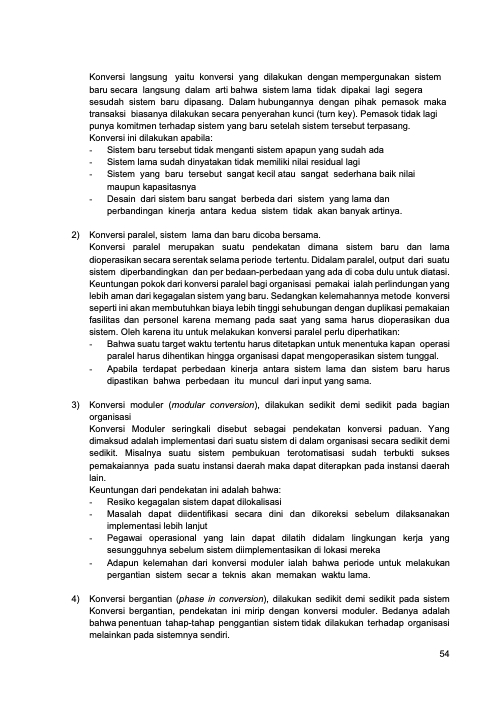 Konversi langsung yaitu konversi yang dilakukan dengan mempergunakan sistem
baru secara langsung dalam arti bahwa sistem lama tidak dipakai lagi segera
sesudah sistem baru dipasang. Dalam hubungannya dengan pihak pemasok maka
transaksi biasanya dilakukan secara penyerahan kunci (turn key). Pemasok tidak lagi
punya komitmen terhadap sistem yang baru setelah sistem tersebut terpasang.
Konversi ini dilakukan apabila:
- Sistem baru tersebut tidak menganti sistem apapun yang sudah ada
- Sistem lama sudah dinyatakan tidak memiliki nilai residual lagi
- Sistem yang baru tersebut sangat kecil atau sangat sederhana baik nilai
maupun kapasitasnya
- Desain dari sistem baru sangat berbeda dari sistem yang lama dan
perbandingan kinerja antara kedua sistem tidak akan banyak artinya.
2) Konversi paralel, sistem lama dan baru dicoba bersama.
Konversi paralel merupakan suatu pendekatan dimana sistem baru dan lama
dioperasikan secara serentak selama periode tertentu. Didalam paralel, output dari suatu
sistem diperbandingkan dan per bedaan-perbedaan yang ada di coba dulu untuk diatasi.
Keuntungan pokok dari konversi paralel bagi organisasi pemakai ialah perlindungan yang
lebih aman dari kegagalan sistem yang baru. Sedangkan kelemahannya metode konversi
seperti ini akan membutuhkan biaya lebih tinggi sehubungan dengan duplikasi pemakaian
fasilitas dan personel karena memang pada saat yang sama harus dioperasikan dua
sistem. Oleh karena itu untuk melakukan konversi paralel perlu diperhatikan:
- Bahwa suatu target waktu tertentu harus ditetapkan untuk menentuka kapan operasi
paralel harus dihentikan hingga organisasi dapat mengoperasikan sistem tunggal.
- Apabila terdapat perbedaan kinerja antara sistem lama dan sistem baru harus
dipastikan bahwa perbedaan itu muncul dari input yang sama.
3) Konversi moduler (modular conversion), dilakukan sedikit demi sedikit pada bagian
organisasi
Konversi Moduler seringkali disebut sebagai pendekatan konversi paduan. Yang
dimaksud adalah implementasi dari suatu sistem di dalam organisasi secara sedikit demi
sedikit. Misalnya suatu sistem pembukuan terotomatisasi sudah terbukti sukses
pemakaiannya pada suatu instansi daerah maka dapat diterapkan pada instansi daerah
lain.
Keuntungan dari pendekatan ini adalah bahwa:
- Resiko kegagalan sistem dapat dilokalisasi
- Masalah dapat diidentifikasi secara dini dan dikoreksi sebelum dilaksanakan
implementasi lebih lanjut
- Pegawai operasional yang lain dapat dilatih didalam lingkungan kerja yang
sesungguhnya sebelum sistem diimplementasikan di lokasi mereka
- Adapun kelemahan dari konversi moduler ialah bahwa periode untuk melakukan
pergantian sistem secar a teknis akan memakan waktu lama.
4) Konversi bergantian (phase in conversion), dilakukan sedikit demi sedikit pada sistem
Konversi bergantian, pendekatan ini mirip dengan konversi moduler. Bedanya adalah
bahwa penentuan tahap-tahap penggantian sistem tidak dilakukan terhadap organisasi
melainkan pada sistemnya sendiri.
54